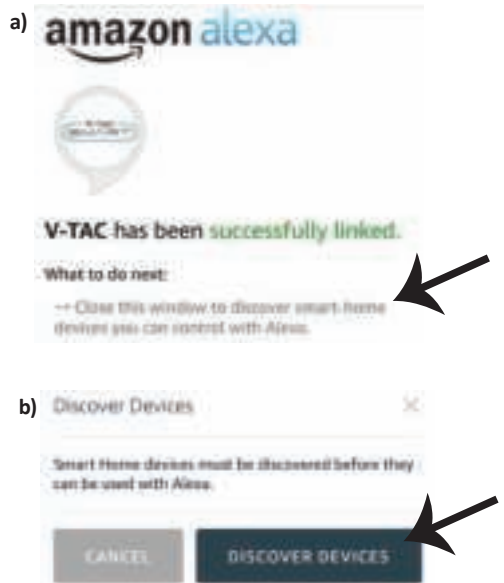 a)
amazon alexa
V-TAC has been successfully linked.
What to do next:
→ Close this window to discover smart-home
devices you can control with Alexa.
b) Discover Devices ×
Smart Home devices must be discovered before they
can be used with Alexa.
CANCEL DISCOVER DEVICES